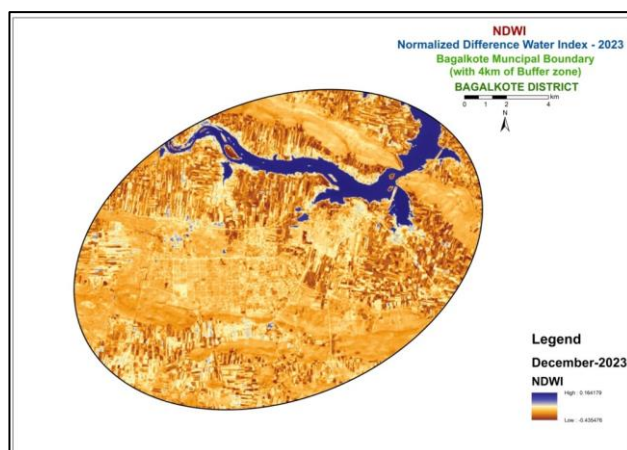 NDWI
Normalized Difference Water Index - 2023
Bagalkote Muncipal Boundary
(with 4km of Buffer zone)
BAGALKOTE DISTRICT
0 1 2 4 km
N
Legend
December-2023
NDWI
High : 0.164179
Low : -0.435476